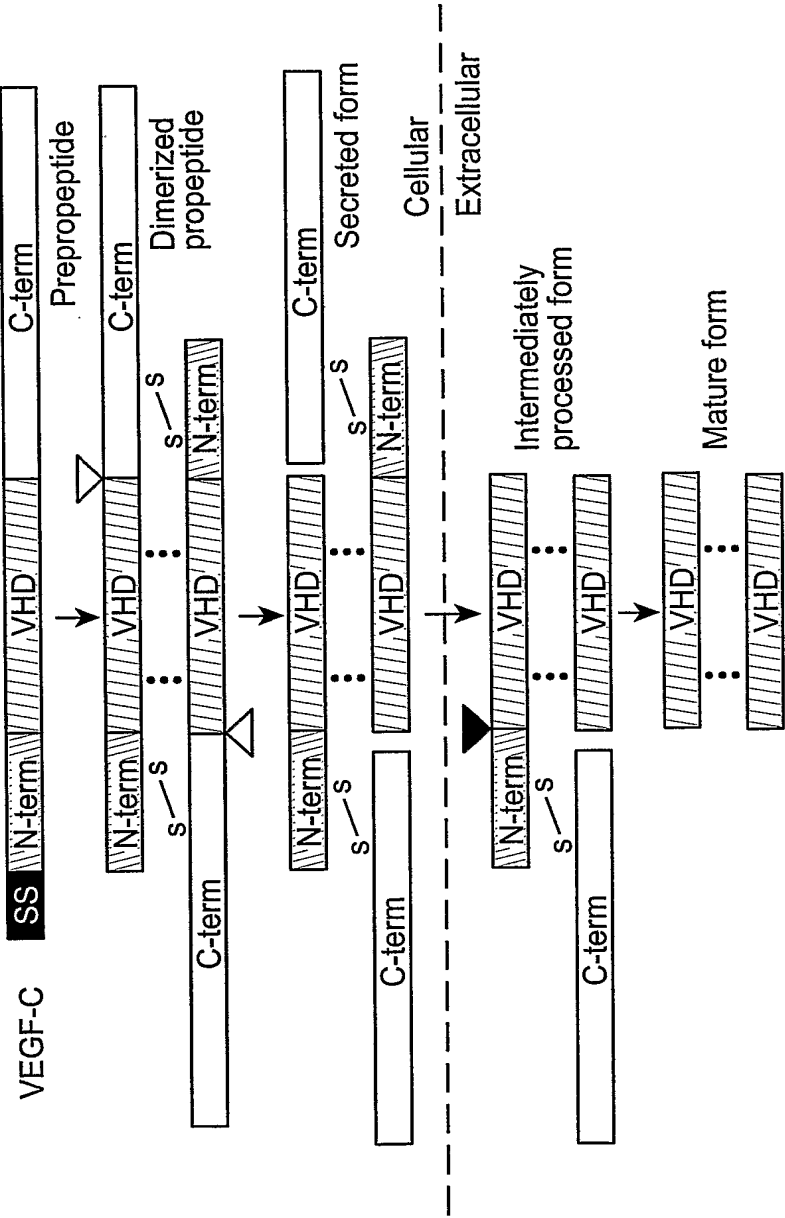 VEGF-C
SS
N-term
VHD
C-term
Prepropeptide
N-term
VHD
C-term
Dimerized
propeptide
S
S
S
S
C-term
VHD
N-term
N-term
VHD
C-term
Secreted form
S
S
S
S
C-term
VHD
N-term
Cellular
Extracellular
N-term
VHD
Intermediately
processed form
S
S
C-term
VHD
VHD
Mature form
VHD